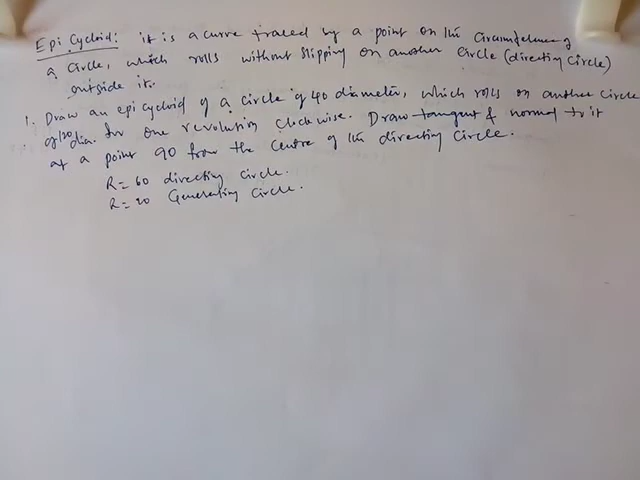 Epi Cycloid: it is a curve traced by a point on the Circumference of
a Circle, which rolls without slipping on another Circle (directing Circle)
outside it.
1. Draw an epicycloid of a circle of 40 diameter, which rolls on another Circle
of 120 dia. for one revolution clockwise. Draw tangent & normal to it
at a point 90 from the centre of the directing Circle.
R = 60 directing circle.
R = 20 Generating Circle.